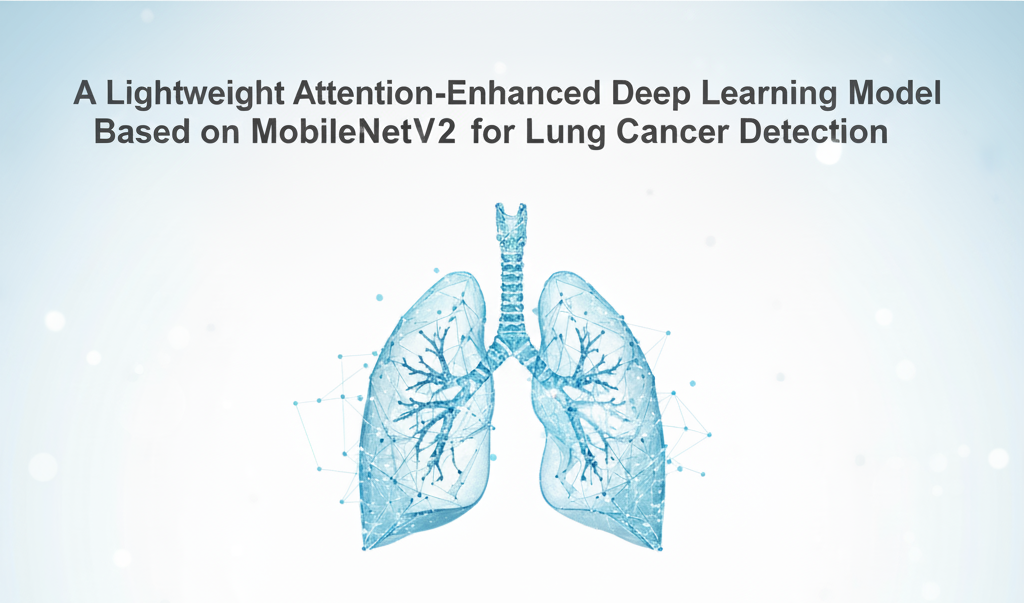 A Lightweight Attention-Enhanced Deep Learning Model
Based on MobileNetV2 for Lung Cancer Detection